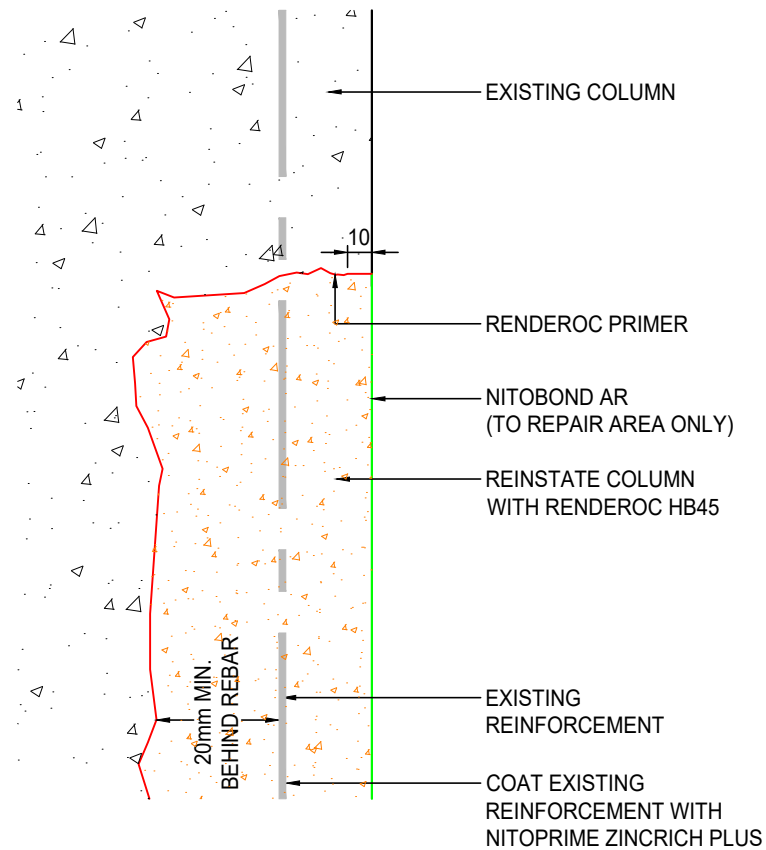 EXISTING COLUMN
10
RENDEROC PRIMER
NITOBOND AR
(TO REPAIR AREA ONLY)
REINSTATE COLUMN
WITH RENDEROC HB45
20mm MIN.
BEHIND REBAR
EXISTING
REINFORCEMENT
COAT EXISTING
REINFORCEMENT WITH
NITOPRIME ZINCRICH PLUS